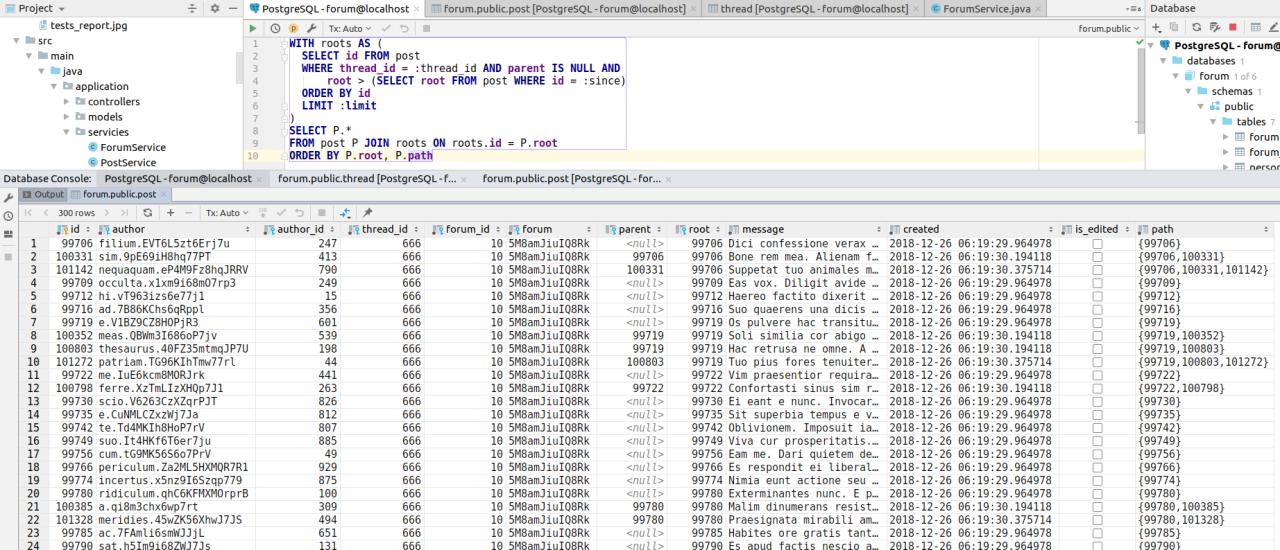 Project
tests_report.jpg
src
main
java
application
controllers
models
servicies
ForumService
PostService
PostgreSQL - Forum@localhost
forum.public.post [PostgreSQL - Forum@localhost]
thread [PostgreSQL - Forum@localhost]
ForumService.java
Tx: Auto
forum.public
1 WITH roots AS (
2 SELECT id FROM post
3 WHERE thread_id = :thread_id AND parent IS NULL AND
4 root > (SELECT root FROM post WHERE id = :since)
5 ORDER BY id
6 LIMIT :limit
7 )
8 SELECT P.*
9 FROM post P JOIN roots ON roots.id = P.root
10 ORDER BY P.root, P.path
Database
PostgreSQL - forum@
databases 1
forum 1 of 6
schemas 1
public
tables 7
forum
forum_
person
Database Console: PostgreSQL - Forum@localhost forum.public.thread [PostgreSQL - f... forum.public.post [PostgreSQL - for...
Output forum.public.post
300 rows Tx: Auto
id author author_id thread_id forum_id forum parent root message created is_edited path
1 99706 filium.EVT6L5zt6Erj7u 247 666 10 5M8amJiuIQ8Rk <null> 99706 Dici confessione verax … 2018-12-26 06:19:29.964978 {99706}
2 100331 sim.9pE69iH8hq77PT 413 666 10 5M8amJiuIQ8Rk 99706 99706 Bone rem mea. Alienam f… 2018-12-26 06:19:30.194118 {99706,100331}
3 101142 nequaquam.eP4M9Fz8hqJRRV 790 666 10 5M8amJiuIQ8Rk 100331 99706 Suppetat tuo animales m… 2018-12-26 06:19:30.375714 {99706,100331,101142}
4 99709 occulta.x1xm9i68mO7rp3 249 666 10 5M8amJiuIQ8Rk <null> 99709 Eas vox. Diligit avide … 2018-12-26 06:19:29.964978 {99709}
5 99712 hi.vT963izs6e77j1 15 666 10 5M8amJiuIQ8Rk <null> 99712 Haereo factito dixerit … 2018-12-26 06:19:29.964978 {99712}
6 99716 ad.7B86KChs6qRppl 356 666 10 5M8amJiuIQ8Rk <null> 99716 Suo quaerens una dicis … 2018-12-26 06:19:29.964978 {99716}
7 99719 e.V1BZ9CZ8HOPjR3 601 666 10 5M8amJiuIQ8Rk <null> 99719 Os pulvere hac transitu… 2018-12-26 06:19:29.964978 {99719}
8 100352 meas.QBWm3I686oP7jv 539 666 10 5M8amJiuIQ8Rk 99719 99719 Soli similia cor abigo … 2018-12-26 06:19:30.194118 {99719,100352}
9 100803 thesaurus.40FZ35mtmqJP7U 198 666 10 5M8amJiuIQ8Rk 99719 99719 Hac retrusa ne omne. A … 2018-12-26 06:19:30.194118 {99719,100803}
10 101272 patriam.TG96KIhTmw77rl 44 666 10 5M8amJiuIQ8Rk 100803 99719 Tuo pius fores tenuiter… 2018-12-26 06:19:30.375714 {99719,100803,101272}
11 99722 me.IuE6kcm8MORJrk 441 666 10 5M8amJiuIQ8Rk <null> 99722 Vim praesentior requira… 2018-12-26 06:19:29.964978 {99722}
12 100798 ferre.XzTmLIzXHQp7J1 263 666 10 5M8amJiuIQ8Rk 99722 99722 Confortasti sinus sim r… 2018-12-26 06:19:30.194118 {99722,100798}
13 99730 scio.V6263CzXZqrPJT 826 666 10 5M8amJiuIQ8Rk <null> 99730 Ei eant e nunc. Invocar… 2018-12-26 06:19:29.964978 {99730}
14 99735 e.CuNMLCZxzWj7Ja 812 666 10 5M8amJiuIQ8Rk <null> 99735 Sit superbia tempus e v… 2018-12-26 06:19:29.964978 {99735}
15 99742 te.Td4MKIh8HoP7rV 807 666 10 5M8amJiuIQ8Rk <null> 99742 Oblivionem. Imposuit ia… 2018-12-26 06:19:29.964978 {99742}
16 99749 suo.It4HKf6T6er7ju 885 666 10 5M8amJiuIQ8Rk <null> 99749 Viva cur prosperitatis.… 2018-12-26 06:19:29.964978 {99749}
17 99756 cum.tG9MK56S6o7PrV 49 666 10 5M8amJiuIQ8Rk <null> 99756 Eam me. Dari quietem de… 2018-12-26 06:19:29.964978 {99756}
18 99766 periculum.Za2ML5HXMQR7R1 929 666 10 5M8amJiuIQ8Rk <null> 99766 Es respondit ei liberal… 2018-12-26 06:19:29.964978 {99766}
19 99774 incertus.x5nz9I6Szqp779 875 666 10 5M8amJiuIQ8Rk <null> 99774 Nimia eunt actione seu … 2018-12-26 06:19:29.964978 {99774}
20 99780 ridiculum.qhC6KFMXMOrprB 100 666 10 5M8amJiuIQ8Rk <null> 99780 Exterminantes nunc. E p… 2018-12-26 06:19:29.964978 {99780}
21 100385 a.qi8m3chx6wp7rt 309 666 10 5M8amJiuIQ8Rk 99780 99780 Malim dinumerans resist… 2018-12-26 06:19:30.194118 {99780,100385}
22 101328 meridies.45wZK56XhwJ7JS 494 666 10 5M8amJiuIQ8Rk 99780 99780 Praesignata mirabili am… 2018-12-26 06:19:30.375714 {99780,101328}
23 99785 ac.7FAmli6smWJJjL 651 666 10 5M8amJiuIQ8Rk <null> 99785 Habites ore gratis tant… 2018-12-26 06:19:29.964978 {99785}
24 99790 sat.h5Im9i68ZWJ7Js 131 666 10 5M8amJiuIQ8Rk <null> 99790 Es apud factis nescio a… 2018-12-26 06:19:29.964978 {99790}